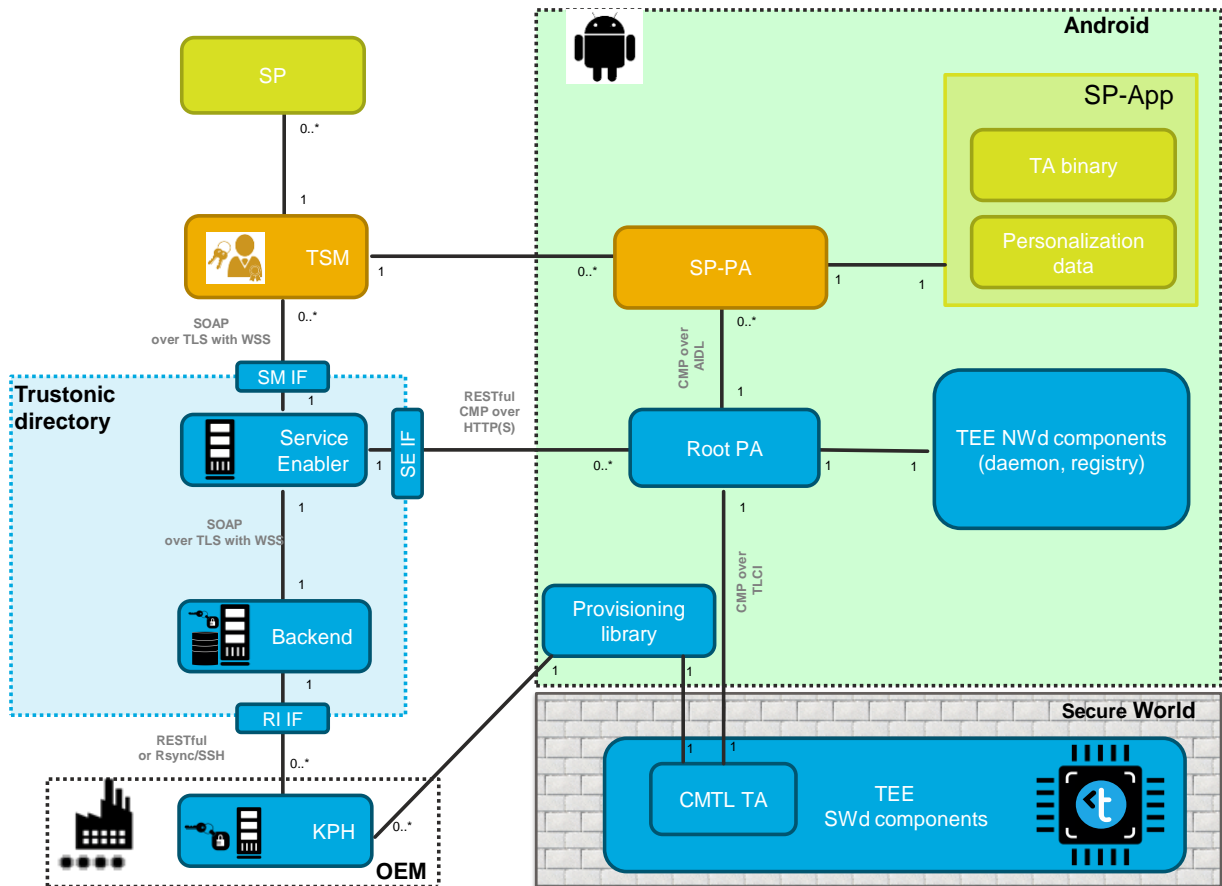 Android
SP
SP-App
0..*
TA binary
1
Personalization
data
TSM
SP-PA
1
0..*
1
1
0..*
0..*
SOAP
over TLS with WSS
CMP over
AIDL
SM IF
1
1
Trustonic
directory
RESTful
CMP over
HTTP(S)
Service
Enabler
SE IF
Root PA
TEE NWd components
(daemon, registry)
1
0..*
1
1
1
1
SOAP
over TLS with WSS
CMP over
TLCI
1
Provisioning
library
Backend
1
1
1
RI IF
Secure World
RESTful
or Rsync/SSH
1
1
0..*
CMTL TA
TEE
SWd components
t
KPH
0..*
OEM